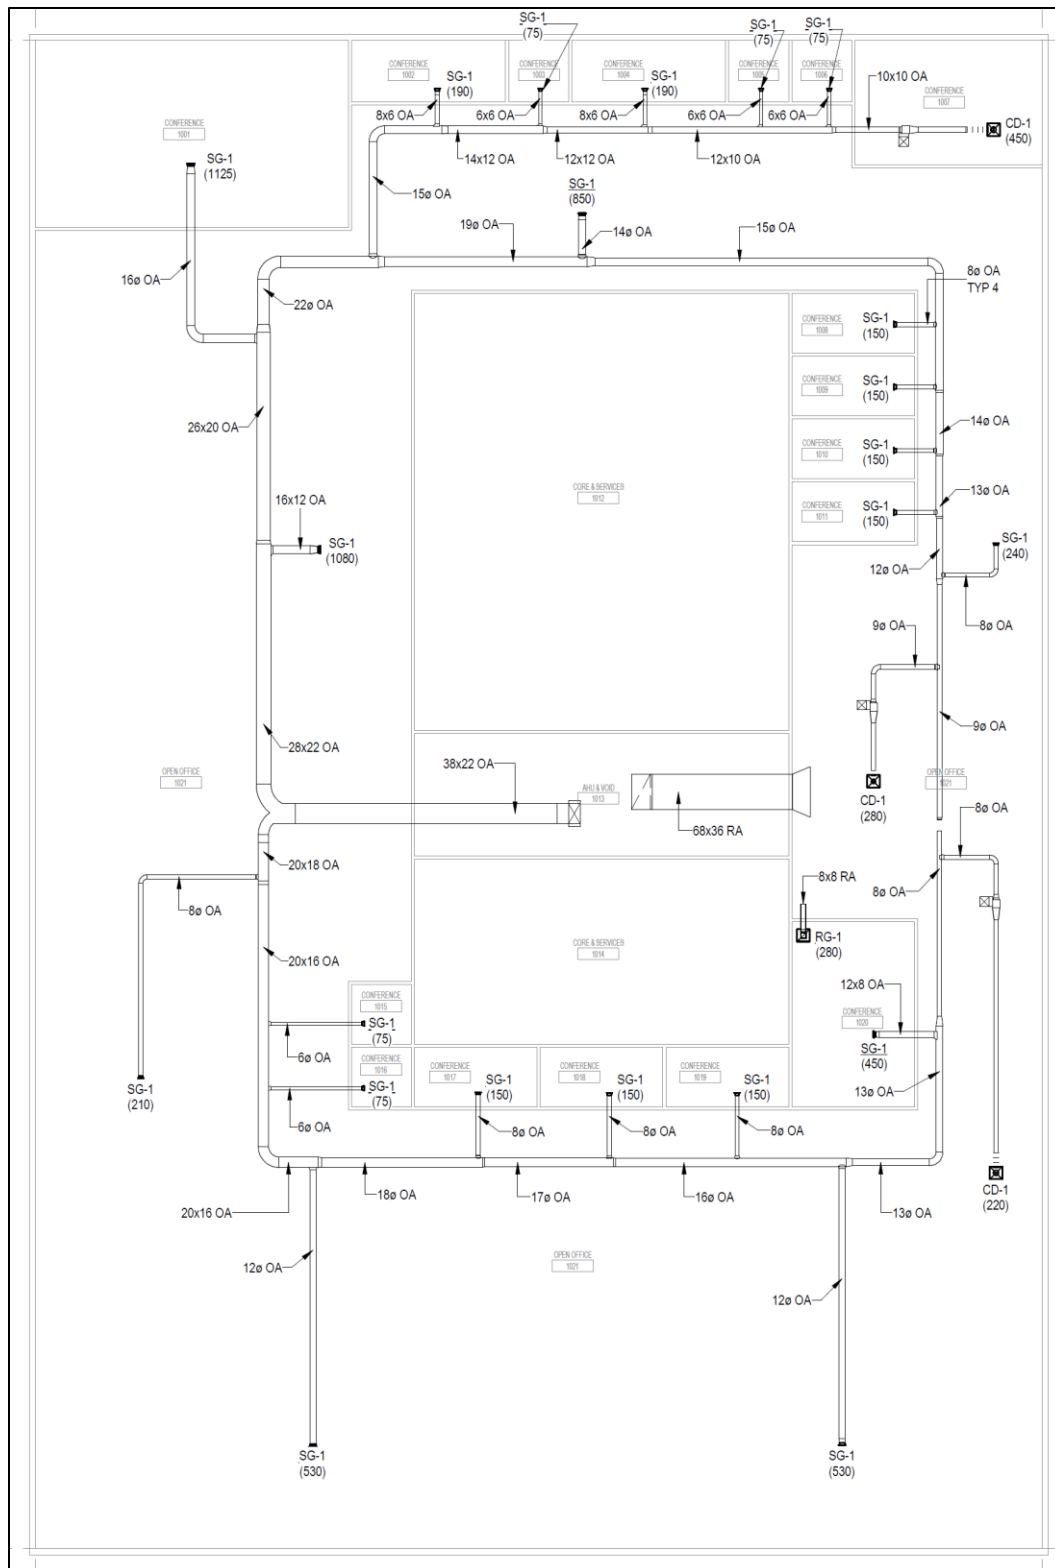 SG-1
(75)
SG-1
(75)
SG-1
(75)
CONFERENCE
1002
SG-1
(190)
CONFERENCE
1003
CONFERENCE
1004
SG-1
(190)
CONFERENCE
1005
CONFERENCE
1006
10x10 OA
CONFERENCE
1007
8x6 OA
6x6 OA
8x6 OA
6x6 OA
6x6 OA
CD-1
(450)
CONFERENCE
1001
SG-1
(1125)
14x12 OA
12x12 OA
12x10 OA
15ø OA
SG-1
(850)
19ø OA
14ø OA
15ø OA
16ø OA
22ø OA
8ø OA
TYP 4
CONFERENCE
1008
SG-1
(150)
CONFERENCE
1009
SG-1
(150)
26x20 OA
14ø OA
CONFERENCE
1010
SG-1
(150)
CORE & SERVICES
1012
16x12 OA
13ø OA
CONFERENCE
1011
SG-1
(150)
SG-1
(1080)
SG-1
(240)
12ø OA
9ø OA
8ø OA
28x22 OA
9ø OA
38x22 OA
OPEN OFFICE
1021
AHU & VOID
1013
OPEN OFFICE
1021
CD-1
(280)
8ø OA
68x36 RA
20x18 OA
8x8 RA
8ø OA
8ø OA
RG-1
(280)
CORE & SERVICES
1014
20x16 OA
12x8 OA
CONFERENCE
1015
SG-1
(75)
CONFERENCE
1020
6ø OA
SG-1
(450)
CONFERENCE
1016
SG-1
(75)
CONFERENCE
1017
SG-1
(150)
CONFERENCE
1018
SG-1
(150)
CONFERENCE
1019
SG-1
(150)
13ø OA
SG-1
(210)
6ø OA
8ø OA
8ø OA
8ø OA
18ø OA
17ø OA
16ø OA
20x16 OA
13ø OA
CD-1
(220)
12ø OA
OPEN OFFICE
1021
12ø OA
SG-1
(530)
SG-1
(530)